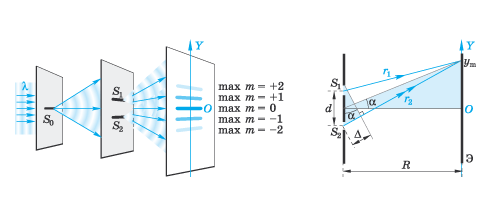 Y
λ
S₀
S₁
S₂
O
max m = +2
max m = +1
max m = 0
max m = −1
max m = −2
Y
yₘ
r₁
S₁
r₂
d
α
O
α
S₂
Δ
R
Э